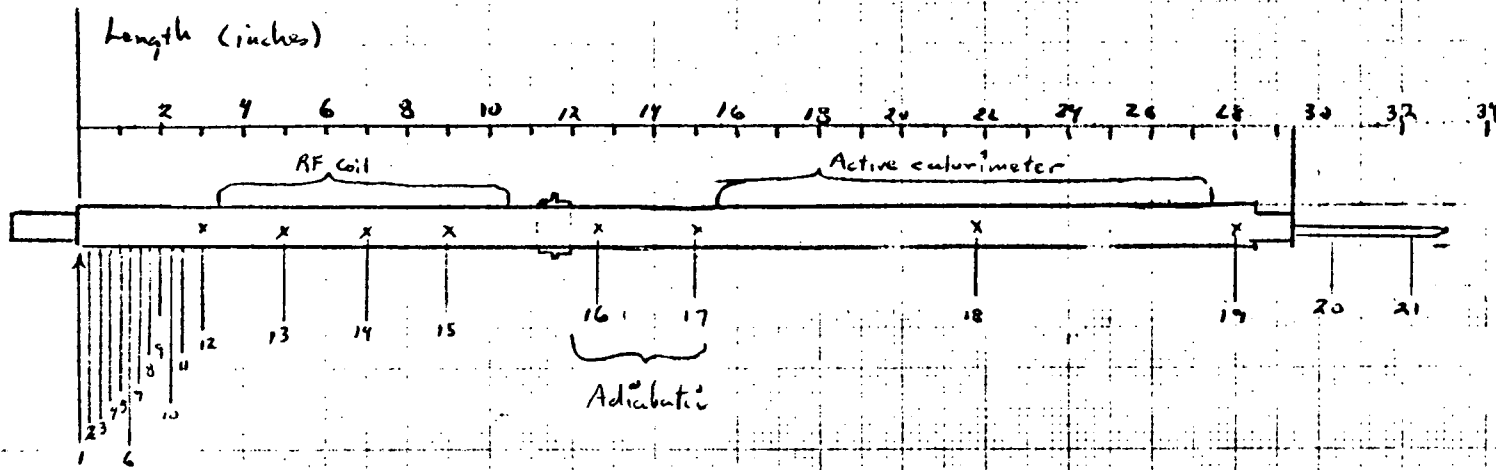 Length (inches)
2 4 6 8 10 12 14 16 18 20 22 24 26 28 30 32 34
RF Coil
Active calorimeter
16 17 18 19 20 21
12 13 14 15
9
8 11
7
5
4 10
2 3
1 6
Adiabatic